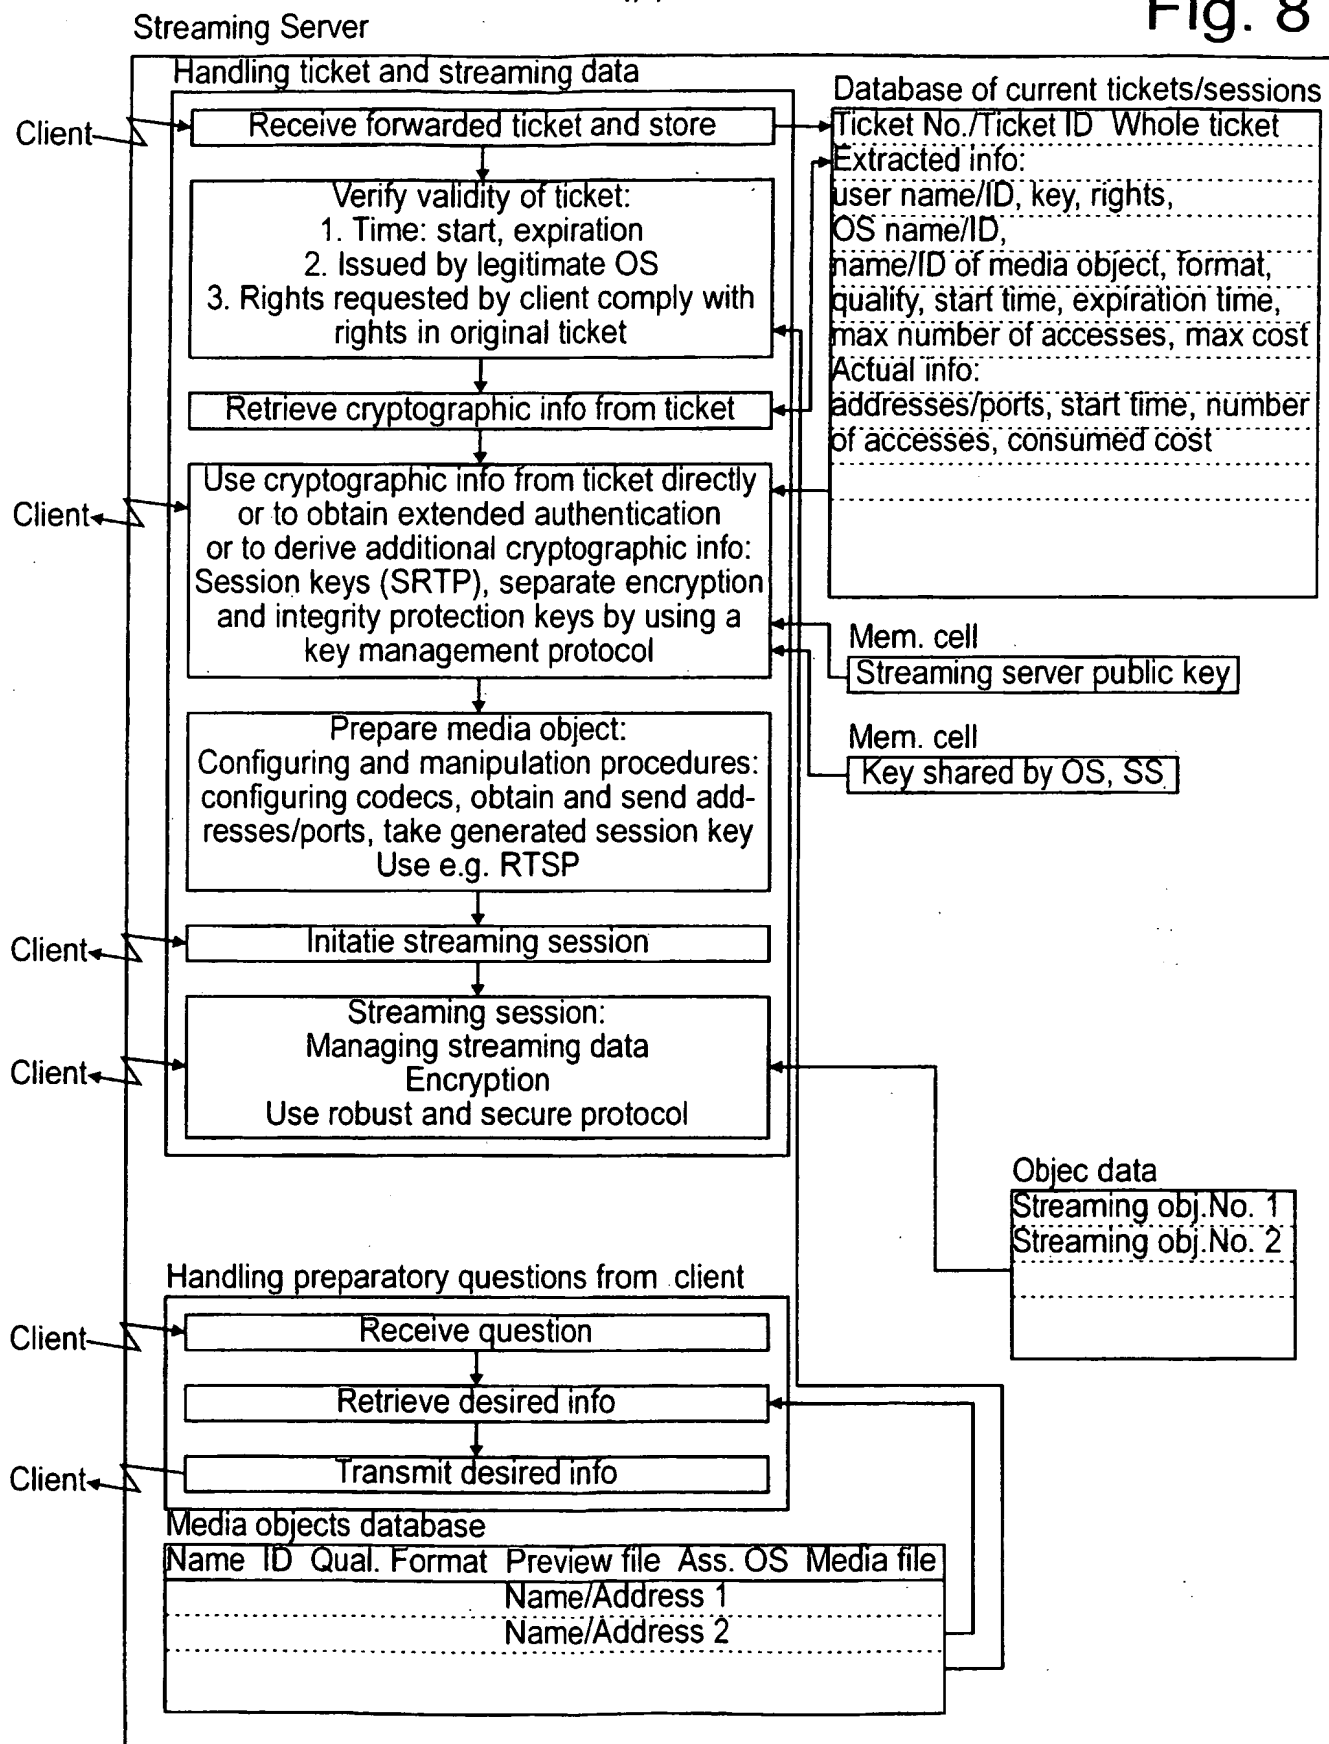 Fig. 8
Streaming Server
Handling ticket and streaming data
Client
Receive forwarded ticket and store
Verify validity of ticket:
1. Time: start, expiration
2. Issued by legitimate OS
3. Rights requested by client comply with
rights in original ticket
Retrieve cryptographic info from ticket
Client
Use cryptographic info from ticket directly
or to obtain extended authentication
or to derive additional cryptographic info:
Session keys (SRTP), separate encryption
and integrity protection keys by using a
key management protocol
Prepare media object:
Configuring and manipulation procedures:
configuring codecs, obtain and send add-
resses/ports, take generated session key
Use e.g. RTSP
Client
Initatie streaming session
Client
Streaming session:
Managing streaming data
Encryption
Use robust and secure protocol
Database of current tickets/sessions
Ticket No./Ticket ID Whole ticket
Extracted info:
user name/ID, key, rights,
OS name/ID,
name/ID of media object, format,
quality, start time, expiration time,
max number of accesses, max cost
Actual info:
addresses/ports, start time, number
of accesses, consumed cost
Mem. cell
Streaming server public key
Mem. cell
Key shared by OS, SS
Objec data
Streaming obj.No. 1
Streaming obj.No. 2
Handling preparatory questions from client
Client
Receive question
Retrieve desired info
Client
Transmit desired info
Media objects database
Name ID Qual. Format Preview file Ass. OS Media file
Name/Address 1
Name/Address 2